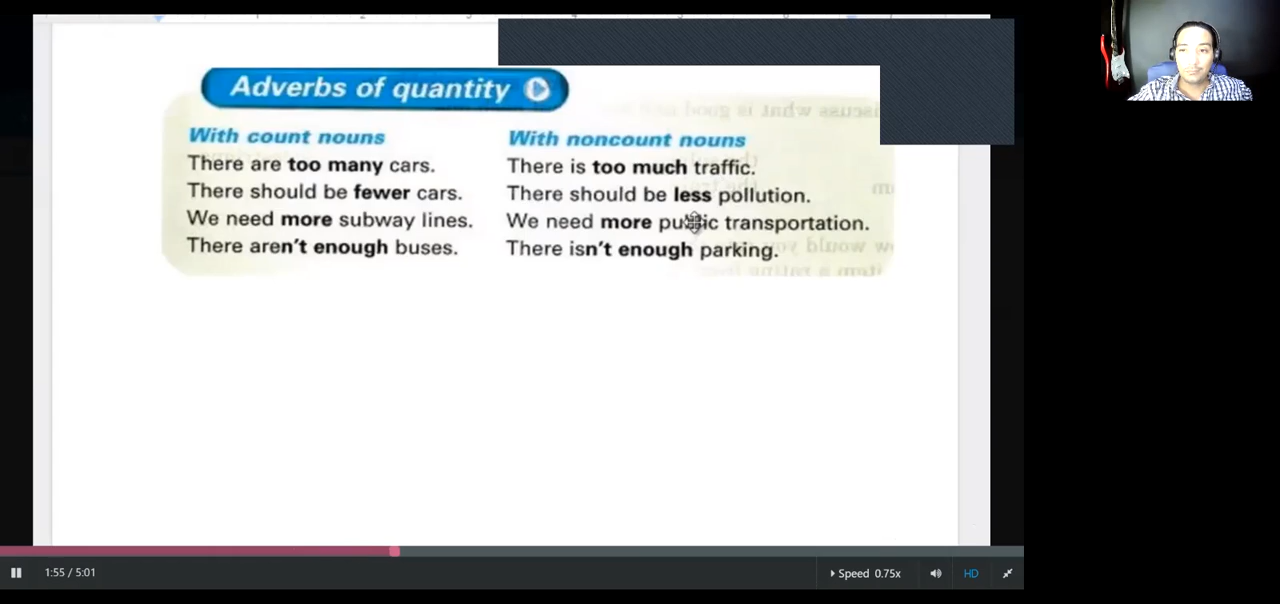 Adverbs of quantity
With count nouns
There are too many cars.
There should be fewer cars.
We need more subway lines.
There aren't enough buses.
With noncount nouns
There is too much traffic.
There should be less pollution.
We need more public transportation.
There isn't enough parking.
1:55 / 5:01
Speed 0.75x
HD